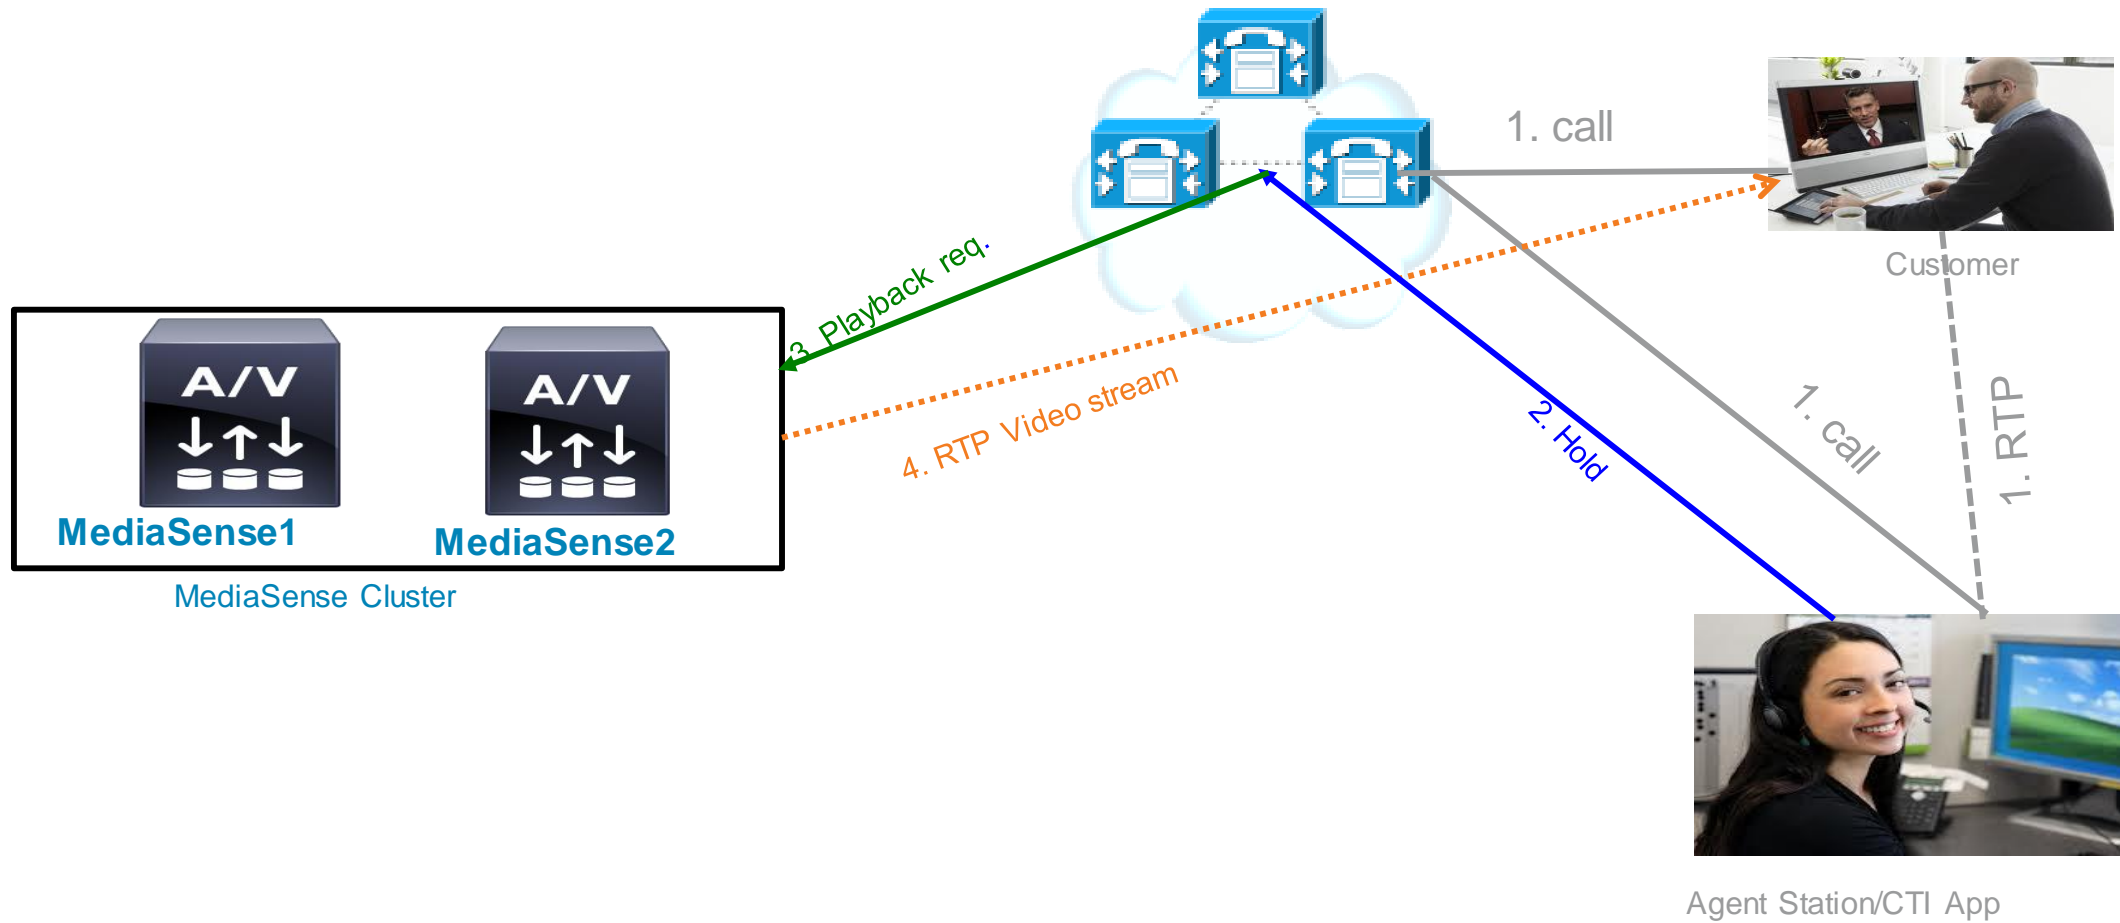 1. call
Customer
3. Playback req.
A/V
A/V
4. RTP Video stream
2. Hold
1. call
1. RTP
MediaSense1
MediaSense2
MediaSense Cluster
Agent Station/CTI App